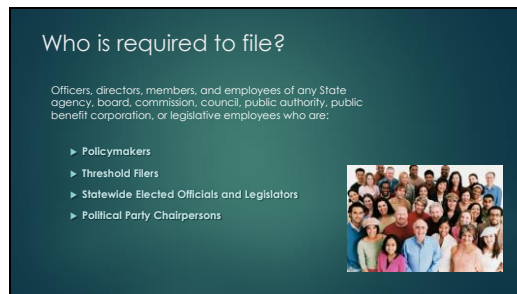 Who is required to file?
Officers, directors, members, and employees of any State
agency, board, commission, council, public authority, public
benefit corporation, or legislative employees who are:
Policymakers
Threshold Filers
Statewide Elected Officials and Legislators
Political Party Chairpersons